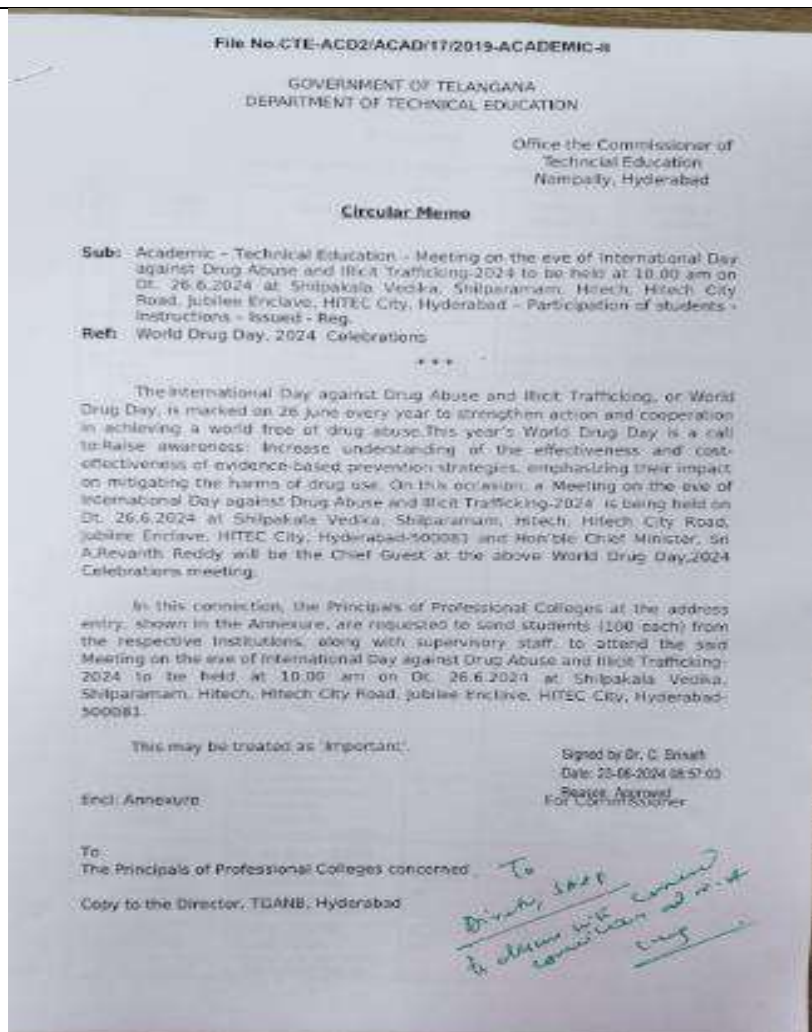 File No.CTE-ACD2/ACAD/17/2019-ACADEMIC-II
GOVERNMENT OF TELANGANA
DEPARTMENT OF TECHNICAL EDUCATION
Office the Commissioner of
Techncial Education
Nampally, Hyderabad
Circular Memo
Sub: Academic – Technical Education - Meeting on the eve of International Day
against Drug Abuse and Illicit Trafficking-2024 to be held at 10.00 am on
Dt. 26.6.2024 at Shilpakala Vedika, Shilparamam, Hitech, Hitech City
Road, Jubilee Enclave, HITEC City, Hyderabad – Participation of students -
Instructions – Issued - Reg.
Ref: World Drug Day, 2024 Celebrations
* * *
The International Day against Drug Abuse and Illicit Trafficking, or World
Drug Day, is marked on 26 June every year to strengthen action and cooperation
in achieving a world free of drug abuse.This year's World Drug Day is a call
to:Raise awareness: Increase understanding of the effectiveness and cost-
effectiveness of evidence-based prevention strategies, emphasizing their impact
on mitigating the harms of drug use. On this occasion, a Meeting on the eve of
International Day against Drug Abuse and Illicit Trafficking-2024 is being held on
Dt. 26.6.2024 at Shilpakala Vedika, Shilparamam, Hitech, Hitech City Road,
Jubilee Enclave, HITEC City, Hyderabad-500081 and Hon'ble Chief Minister, Sri
A.Revanth Reddy will be the Chief Guest at the above World Drug Day,2024
Celebrations meeting.
In this connection, the Principals of Professional Colleges at the address
entry, shown in the Annexure, are requested to send students (100 each) from
the respective Institutions, along with supervisory staff, to attend the said
Meeting on the eve of International Day against Drug Abuse and Illicit Trafficking-
2024 to be held at 10.00 am on Dt. 26.6.2024 at Shilpakala Vedika,
Shilparamam, Hitech, Hitech City Road, Jubilee Enclave, HITEC City, Hyderabad-
500081.
This may be treated as 'Important'.
Signed by Dr. C. Srinath
Date: 23-06-2024 08:57:03
Reason: Approved
For Commissioner
Encl: Annexure
To
The Principals of Professional Colleges concerned
Copy to the Director, TGANB, Hyderabad
To